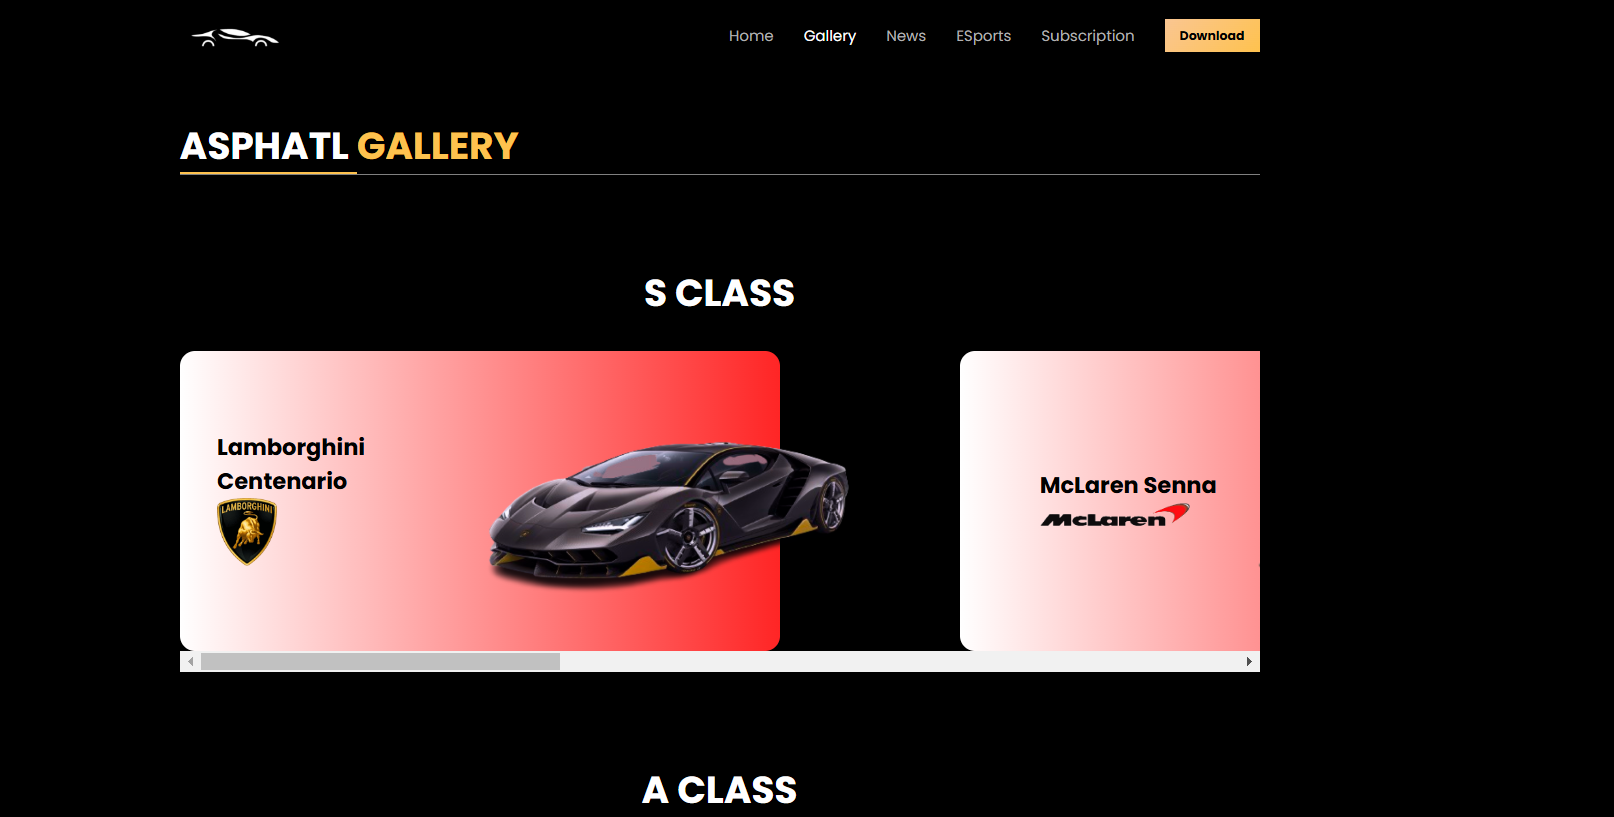 Home Gallery News ESports Subscription Download
ASPHATL GALLERY
S CLASS
Lamborghini
Centenario
LAMBORGHINI
McLaren Senna
McLaren
A CLASS